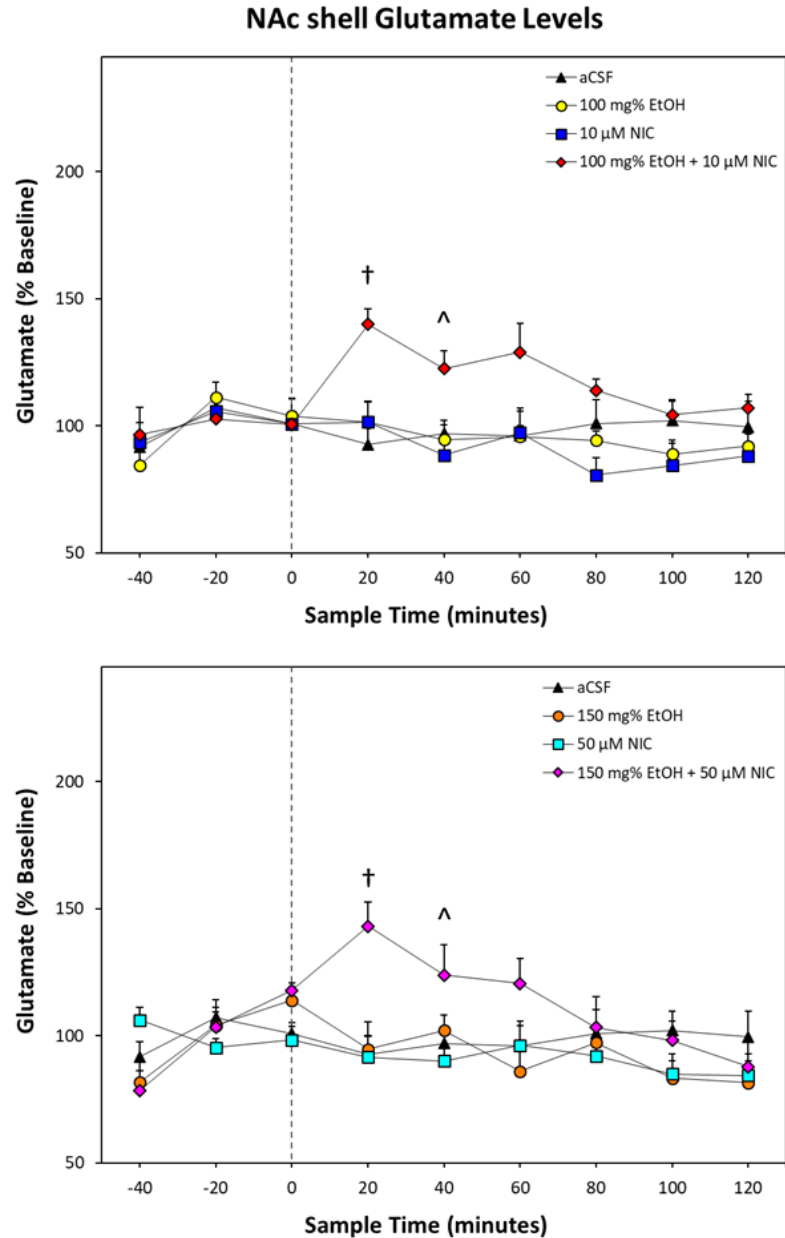 NAc shell Glutamate Levels
aCSF
100 mg% EtOH
10 μM NIC
100 mg% EtOH + 10 μM NIC
200
150
100
50
Glutamate (% Baseline)
†
^
-40 -20 0 20 40 60 80 100 120
Sample Time (minutes)
aCSF
150 mg% EtOH
50 μM NIC
150 mg% EtOH + 50 μM NIC
200
150
100
50
Glutamate (% Baseline)
†
^
-40 -20 0 20 40 60 80 100 120
Sample Time (minutes)